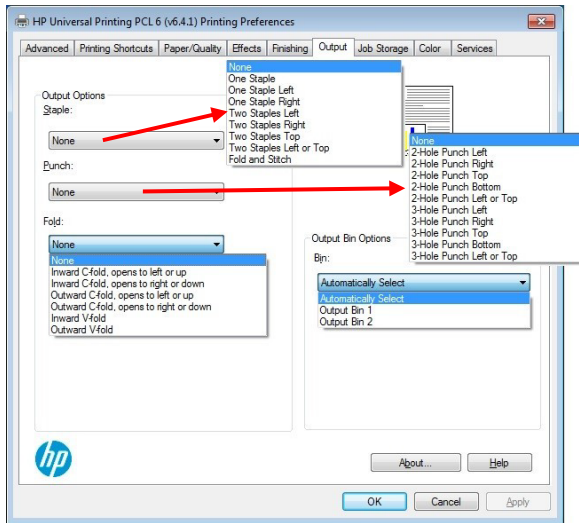 HP Universal Printing PCL 6 (v6.4.1) Printing Preferences
Advanced Printing Shortcuts Paper/Quality Effects Finishing Output Job Storage Color Services
Output Options
Staple:
None
None
One Staple
One Staple Left
One Staple Right
Two Staples Left
Two Staples Right
Two Staples Top
Two Staples Left or Top
Fold and Stitch
Punch:
None
None
2-Hole Punch Left
2-Hole Punch Right
2-Hole Punch Top
2-Hole Punch Bottom
2-Hole Punch Left or Top
3-Hole Punch Left
3-Hole Punch Right
3-Hole Punch Top
3-Hole Punch Bottom
3-Hole Punch Left or Top
Fold:
None
None
Inward C-fold, opens to left or up
Inward C-fold, opens to right or down
Outward C-fold, opens to left or up
Outward C-fold, opens to right or down
Inward V-fold
Outward V-fold
Output Bin Options
Bin:
Automatically Select
Automatically Select
Output Bin 1
Output Bin 2
hp
About... Help
OK Cancel Apply